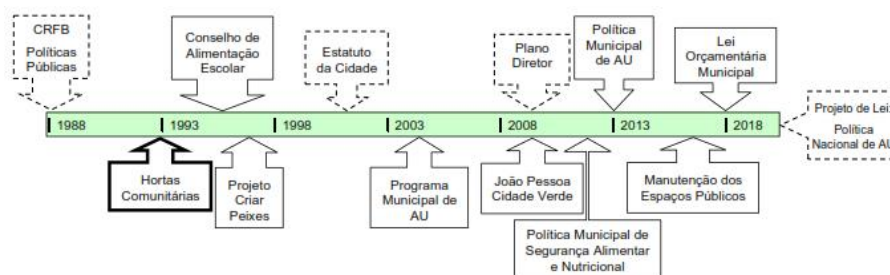 CRFB
Políticas
Públicas
Conselho de
Alimentação
Escolar
Estatuto
da Cidade
Plano
Diretor
Política
Municipal
de AU
Lei
Orçamentária
Municipal
1988
1993
1998
2003
2008
2013
2018
Projeto de Lei
Política
Nacional de AU
Hortas
Comunitárias
Projeto
Criar
Peixes
Programa
Municipal de
AU
João Pessoa
Cidade Verde
Política Municipal de
Segurança Alimentar
e Nutricional
Manutenção dos
Espaços Públicos